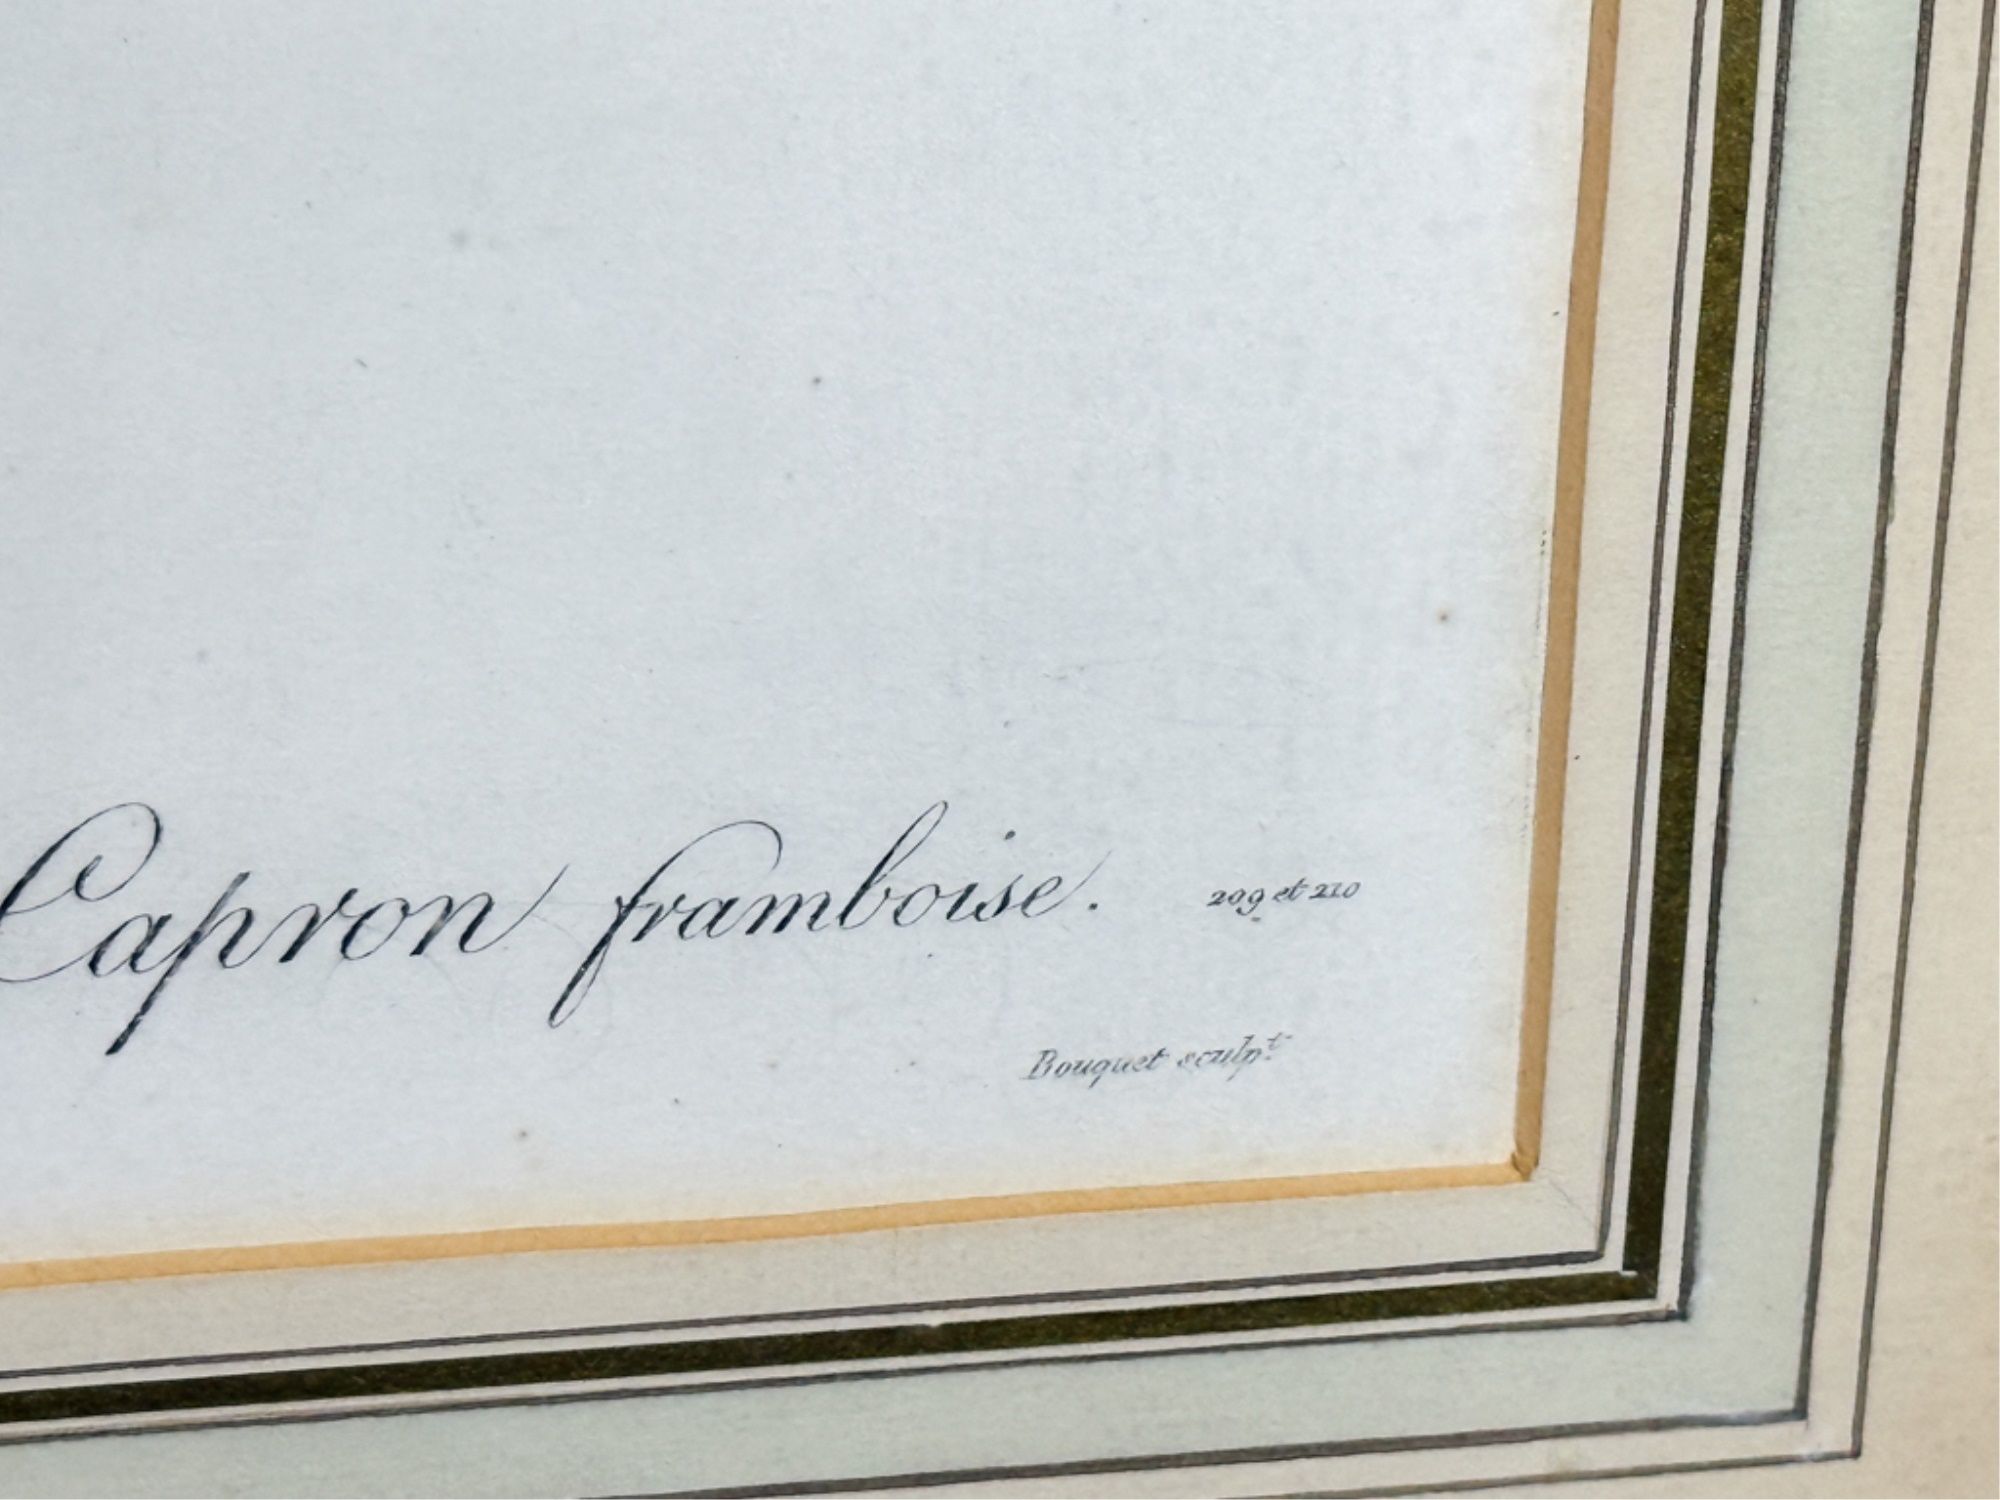 Capron framboise. 209 et 210
Bouquet sculp.t